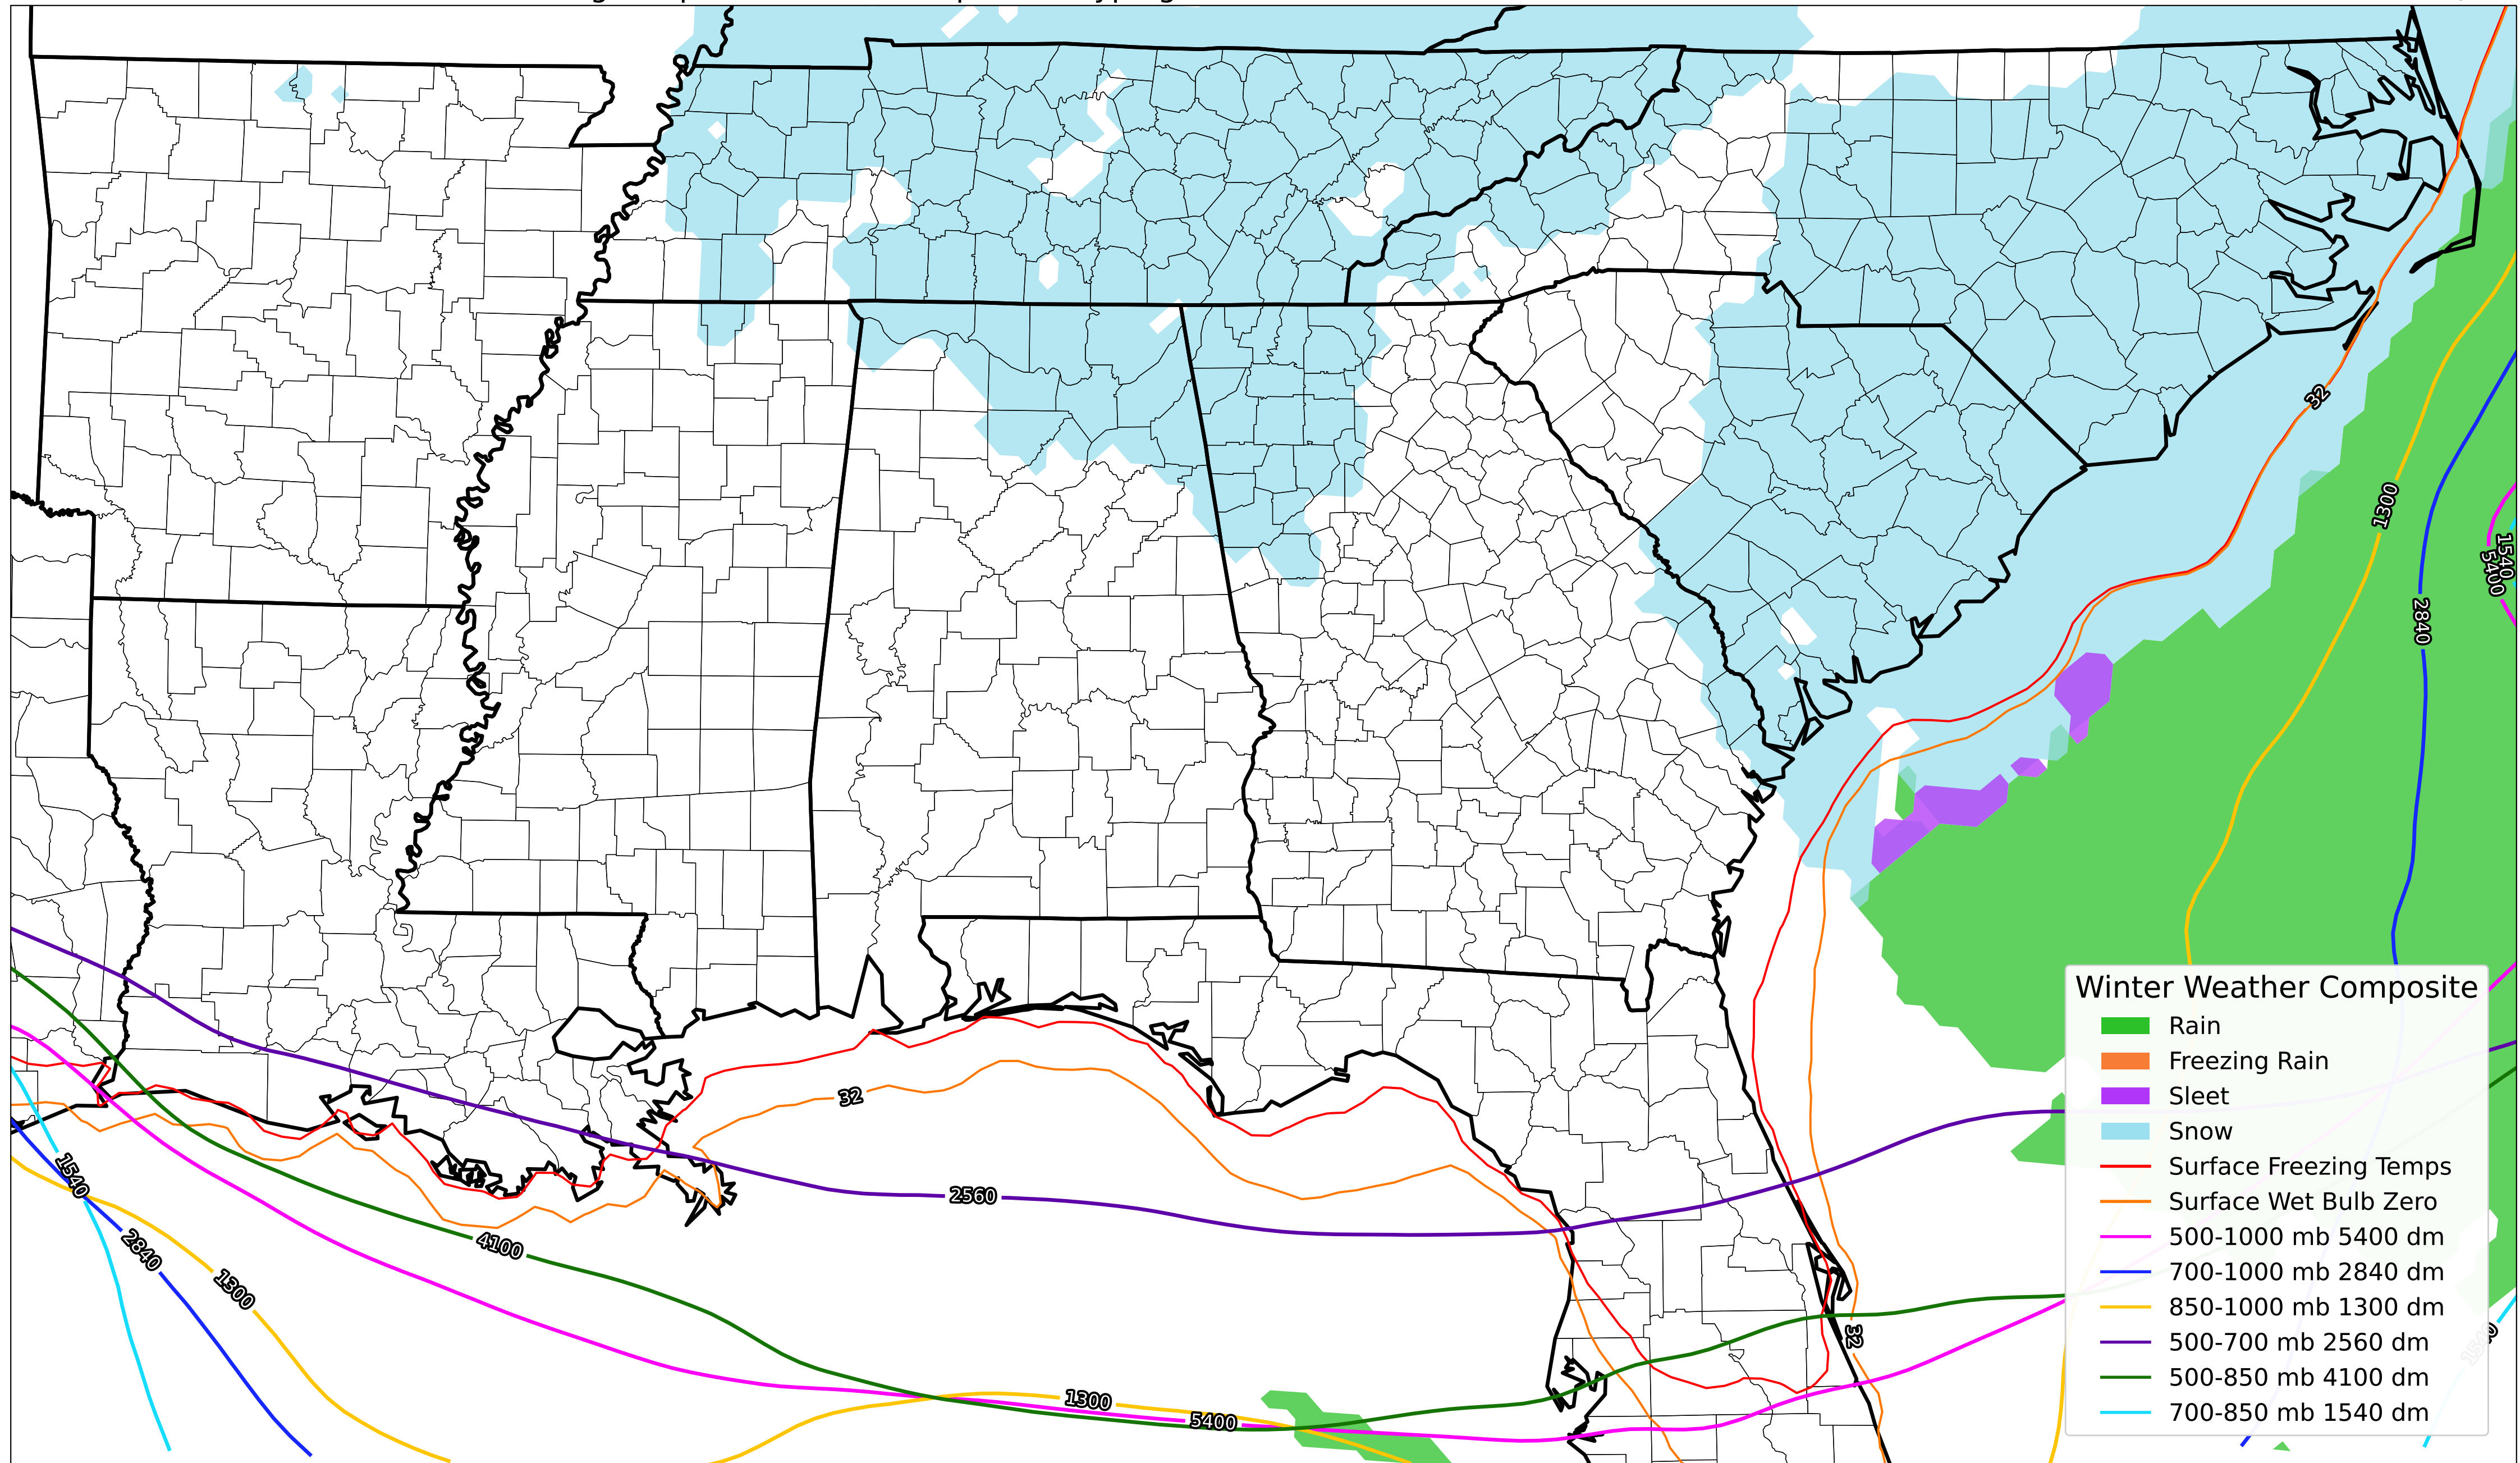 32
1300
1540
5400
2840
32
2560
1540
4100
2840
1300
32
1300
5400
Winter Weather Composite
Rain
Freezing Rain
Sleet
Snow
Surface Freezing Temps
Surface Wet Bulb Zero
500-1000 mb 5400 dm
700-1000 mb 2840 dm
850-1000 mb 1300 dm
500-700 mb 2560 dm
500-850 mb 4100 dm
700-850 mb 1540 dm